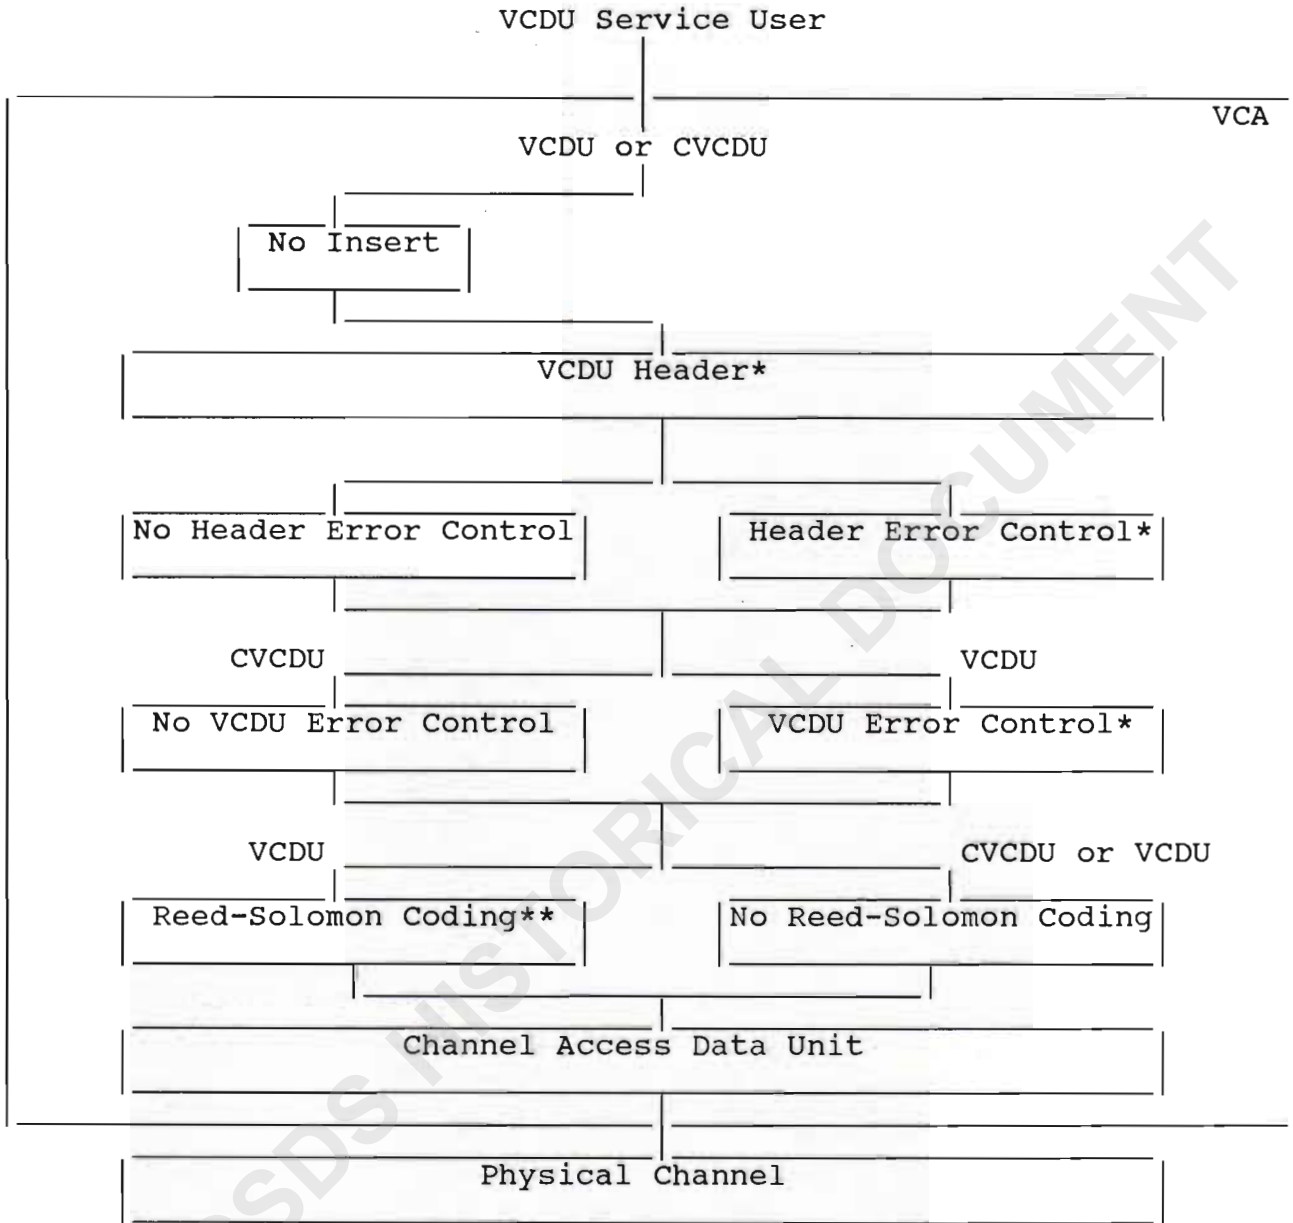 VCDU Service User
VCA
VCDU or CVCDU
No Insert
VCDU Header*
No Header Error Control
Header Error Control*
CVCDU
VCDU
No VCDU Error Control
VCDU Error Control*
VCDU
CVCDU or VCDU
Reed-Solomon Coding**
No Reed-Solomon Coding
Channel Access Data Unit
Physical Channel
SDS HISTORICAL DOCUMENT